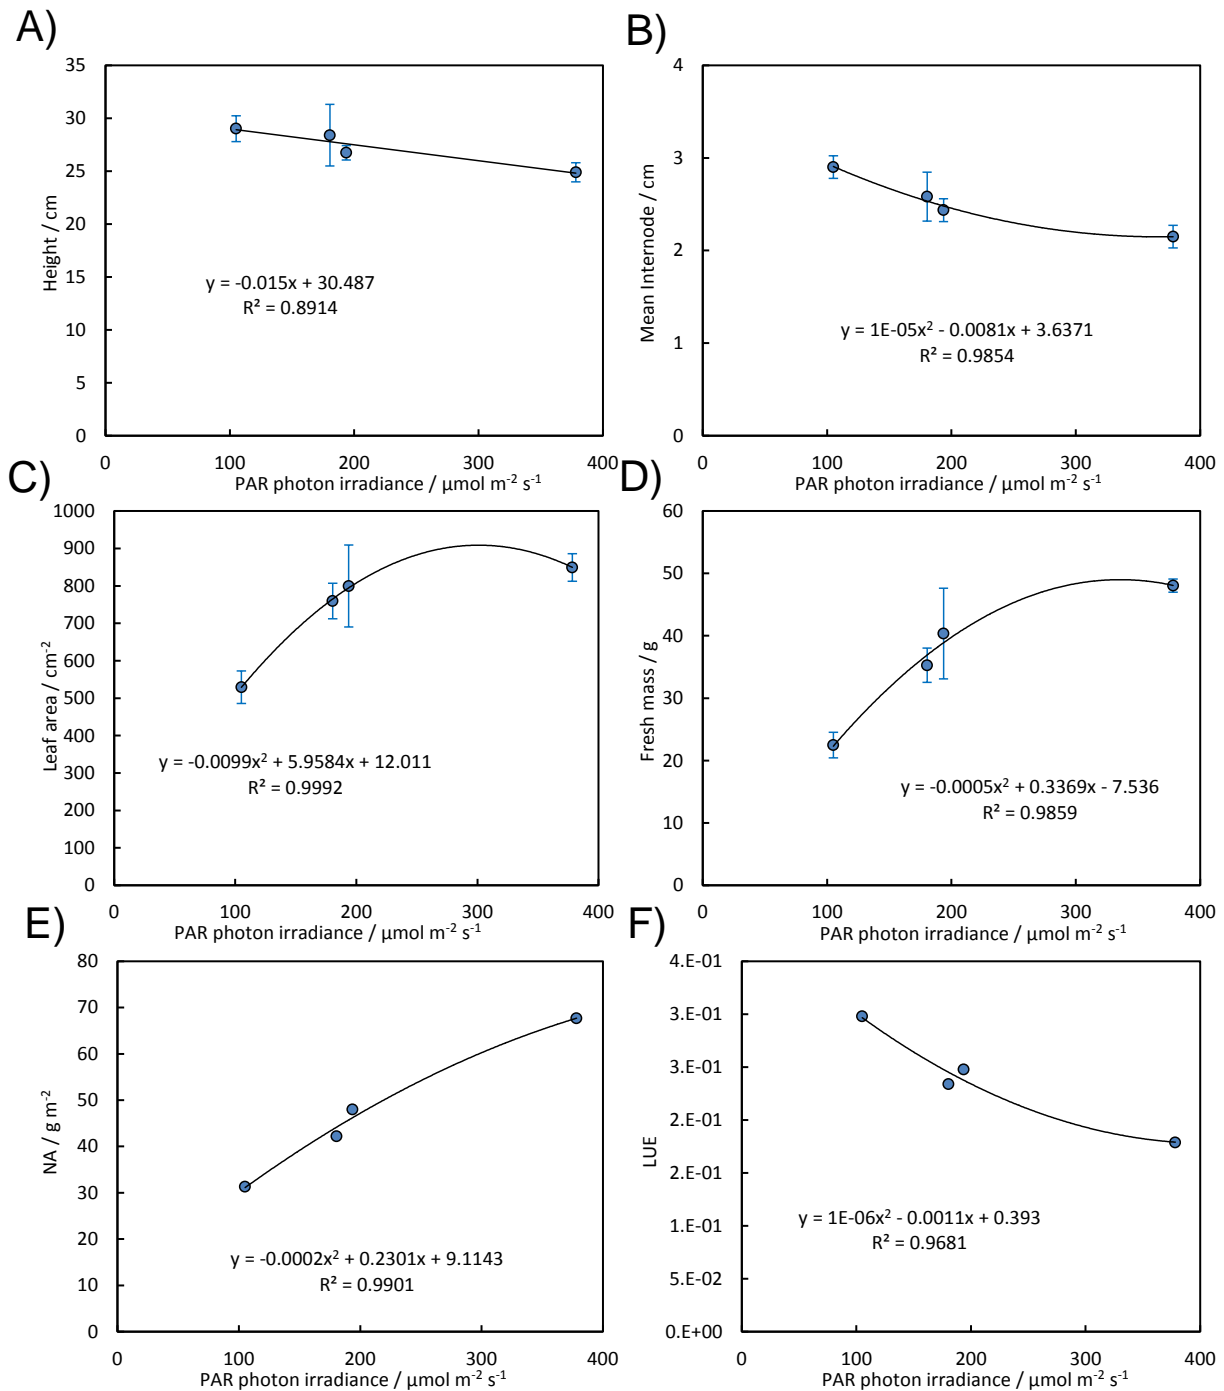 A)
35
30
25
20
15
10
5
0
Height / cm
y = -0.015x + 30.487
R² = 0.8914
0 100 200 300 400
PAR photon irradiance / µmol m⁻² s⁻¹
B)
4
3
2
1
0
Mean Internode / cm
y = 1E-05x² - 0.0081x + 3.6371
R² = 0.9854
0 100 200 300 400
PAR photon irradiance / µmol m⁻² s⁻¹
C)
1000
900
800
700
600
500
400
300
200
100
0
Leaf area / cm⁻²
y = -0.0099x² + 5.9584x + 12.011
R² = 0.9992
0 100 200 300 400
PAR photon irradiance / µmol m⁻² s⁻¹
D)
60
50
40
30
20
10
0
Fresh mass / g
y = -0.0005x² + 0.3369x - 7.536
R² = 0.9859
0 100 200 300 400
PAR photon irradiance / µmol m⁻² s⁻¹
E)
80
70
60
50
40
30
20
10
0
NA / g m⁻²
y = -0.0002x² + 0.2301x + 9.1143
R² = 0.9901
0 100 200 300 400
PAR photon irradiance / µmol m⁻² s⁻¹
F)
4.E-01
3.E-01
3.E-01
2.E-01
2.E-01
1.E-01
5.E-02
0.E+00
LUE
y = 1E-06x² - 0.0011x + 0.393
R² = 0.9681
0 100 200 300 400
PAR photon irradiance / µmol m⁻² s⁻¹